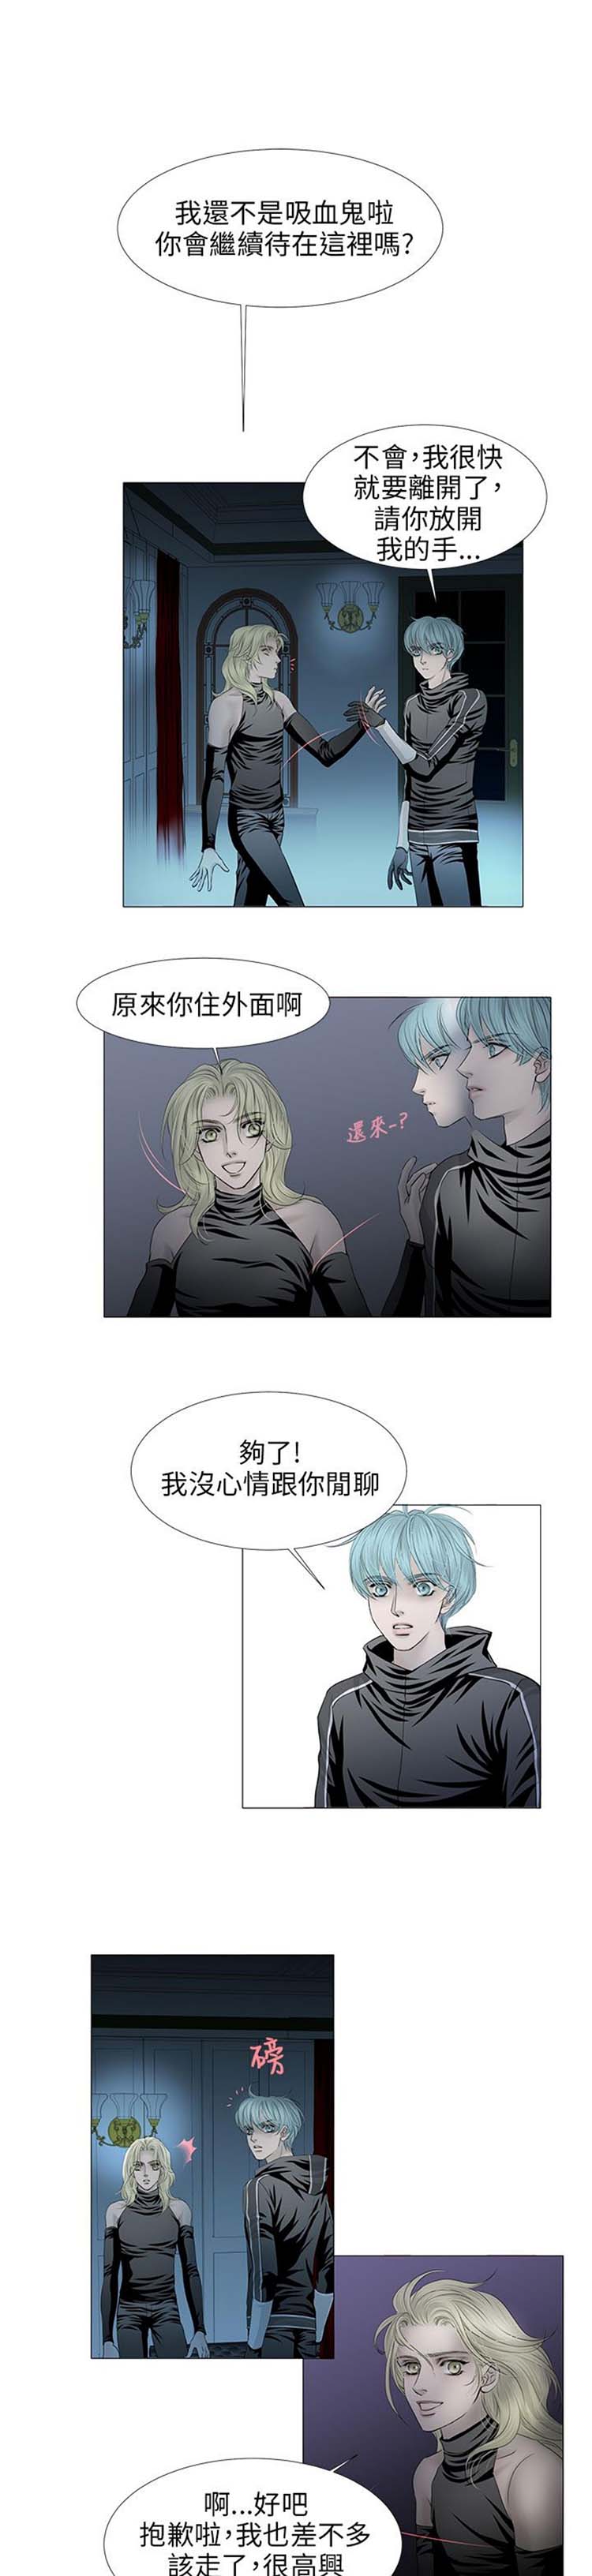 我還不是吸血鬼啦
你會繼續待在這裡嗎?
不會,我很快
就要離開了,
請你放開
我的手...
原來你住外面啊
還來~?
夠了!
我沒心情跟你閒聊
磅
啊...好吧
抱歉啦,我也差不多
該走了,很高興